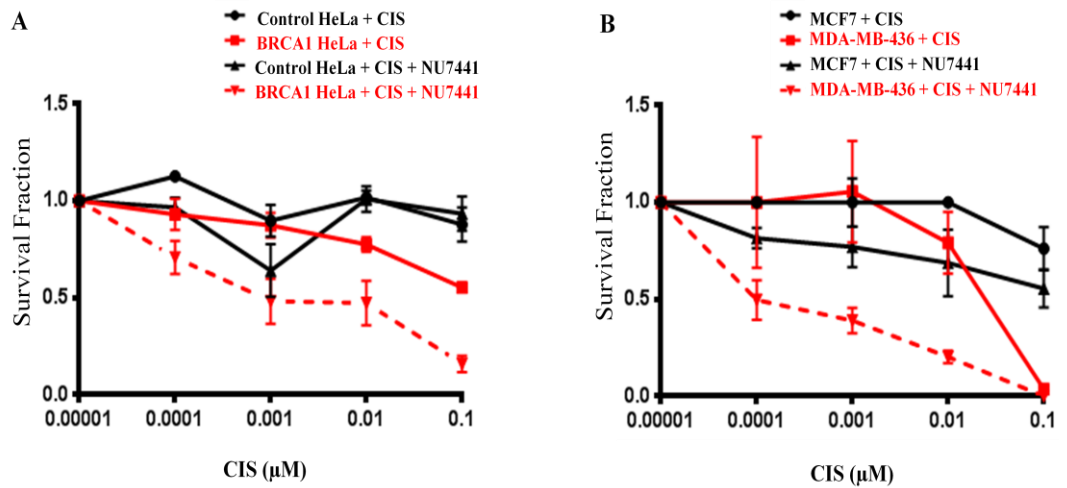 A
Control HeLa + CIS
BRCA1 HeLa + CIS
Control HeLa + CIS + NU7441
BRCA1 HeLa + CIS + NU7441
Survival Fraction
1.5
1.0
0.5
0.0
0.00001 0.0001 0.001 0.01 0.1
CIS (µM)
B
MCF7 + CIS
MDA-MB-436 + CIS
MCF7 + CIS + NU7441
MDA-MB-436 + CIS + NU7441
Survival Fraction
1.5
1.0
0.5
0.0
0.00001 0.0001 0.001 0.01 0.1
CIS (µM)